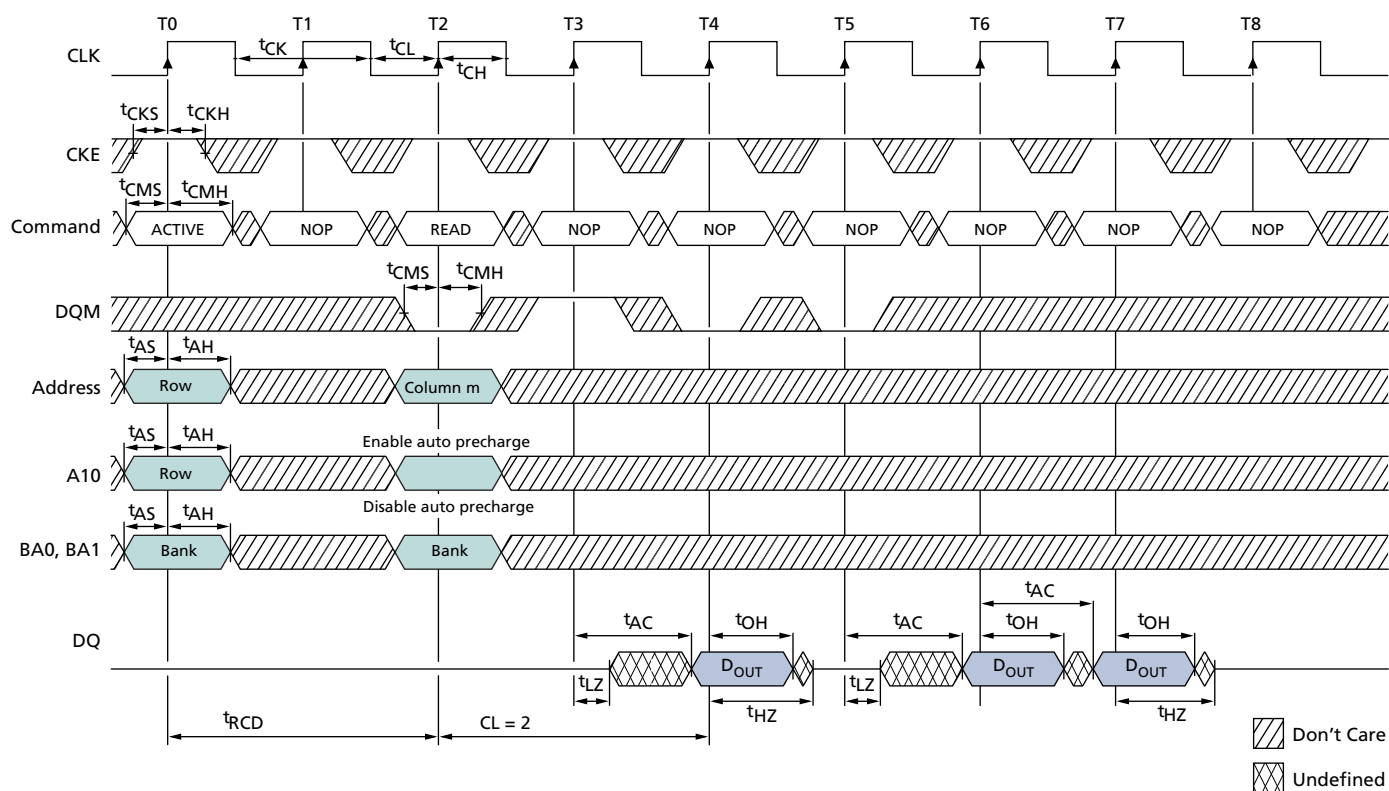 T0 T1 T2 T3 T4 T5 T6 T7 T8
CLK
tCK tCL
tCH
tCKS tCKH
CKE
tCMS tCMH
Command ACTIVE NOP READ NOP NOP NOP NOP NOP NOP
tCMS tCMH
DQM
tAS tAH
Address Row Column m
Enable auto precharge
tAS tAH
A10 Row
Disable auto precharge
tAS tAH
BA0, BA1 Bank Bank
tAC
tAC tOH tAC tOH tOH
DQ
DOUT DOUT DOUT
tLZ tLZ
tHZ tHZ
tRCD CL = 2
Don't Care
Undefined